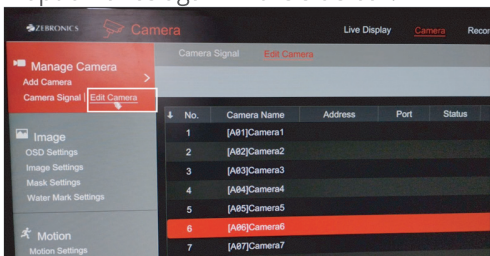 ZEBRONICS Camera Live Display Camera
Camera Signal Edit Camera
Manage Camera
Add Camera >
Camera Signal | Edit Camera
No. Camera Name Address Port Status
1 [A01]Camera1
2 [A02]Camera2
3 [A03]Camera3
4 [A04]Camera4
5 [A05]Camera5
6 [A06]Camera6
7 [A07]Camera7
Image
OSD Settings
Image Settings
Mask Settings
Water Mark Settings
Motion
Motion Settings